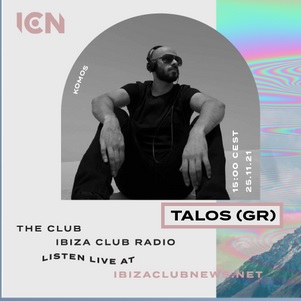 ICN
KOMOS
15:00 CEST
25.11.21
TALOS (GR)
THE CLUB
IBIZA CLUB RADIO
LISTEN LIVE AT
IBIZACLUBNEWS.NET